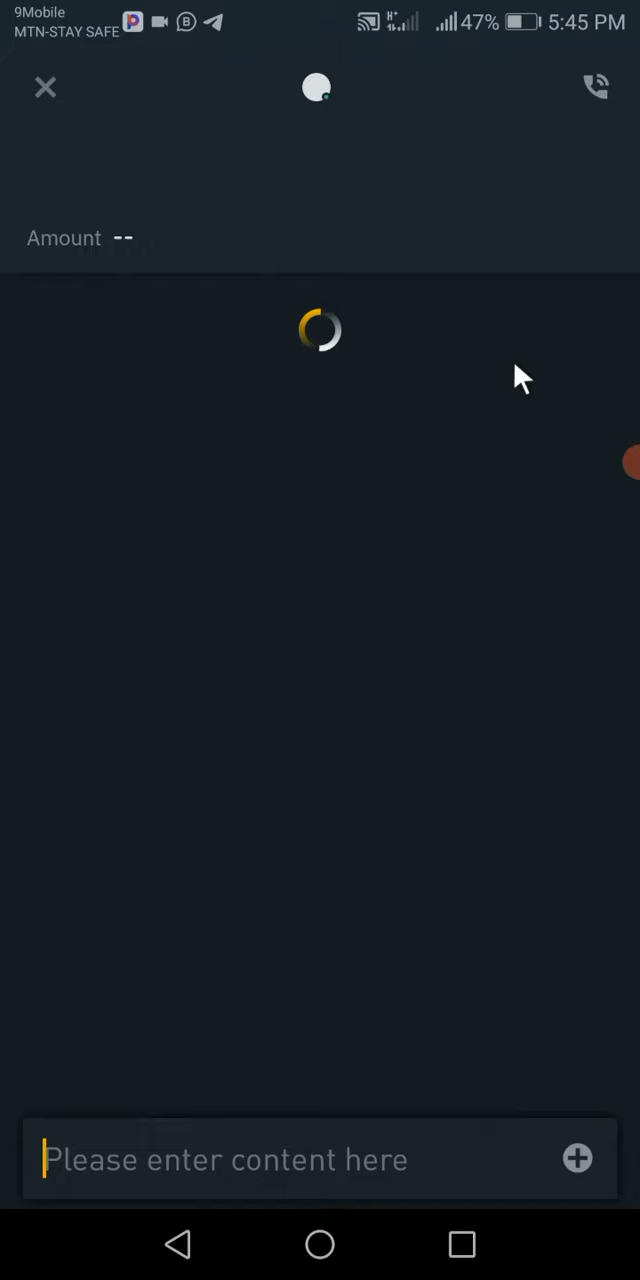 9Mobile
MTN-STAY SAFE
47% 5:45 PM
Amount --
Please enter content here